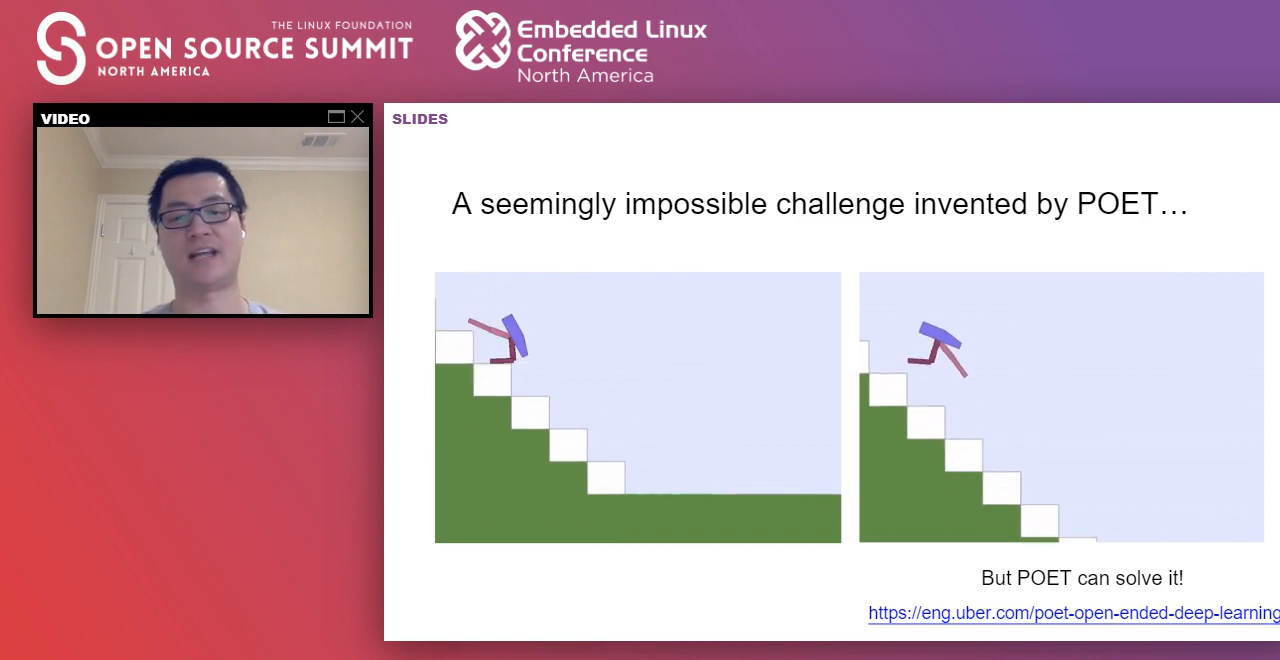 THE LINUX FOUNDATION
OPEN SOURCE SUMMIT
NORTH AMERICA
Embedded Linux
Conference
North America
VIDEO
SLIDES
A seemingly impossible challenge invented by POET…
But POET can solve it!
https://eng.uber.com/poet-open-ended-deep-learning